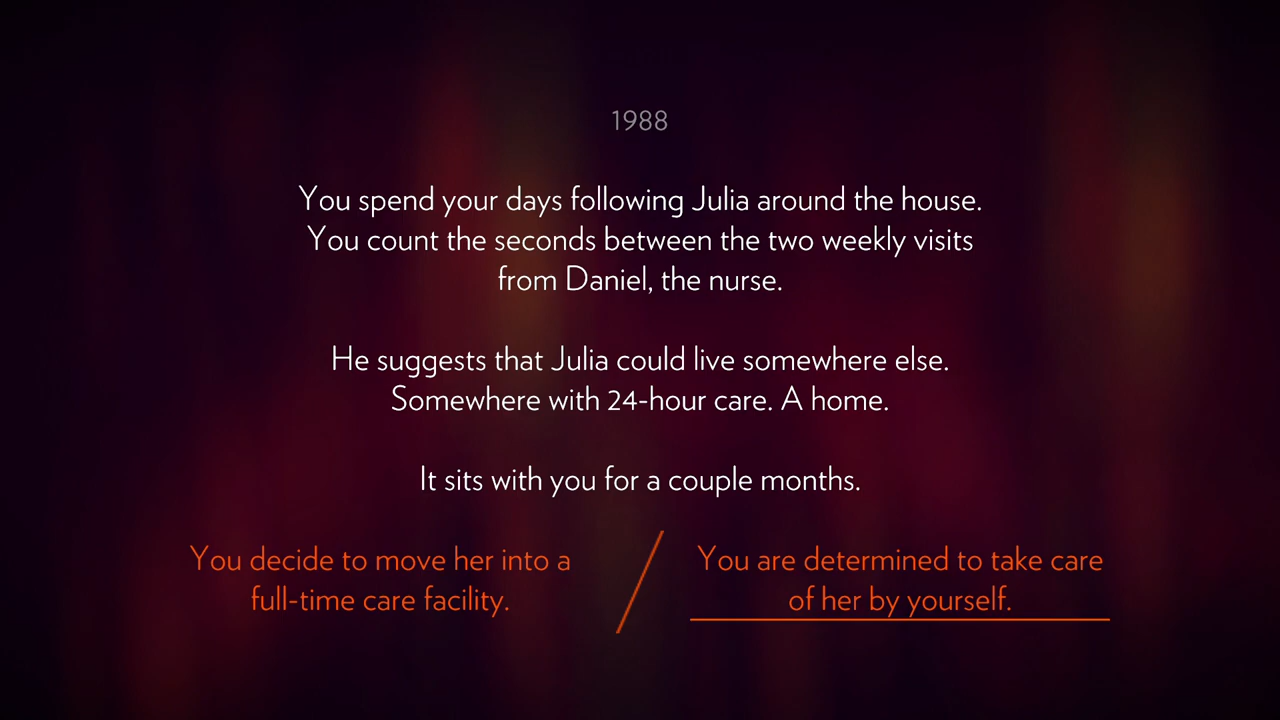 1988
You spend your days following Julia around the house.
You count the seconds between the two weekly visits
from Daniel, the nurse.
He suggests that Julia could live somewhere else.
Somewhere with 24-hour care. A home.
It sits with you for a couple months.
You decide to move her into a
full-time care facility.
You are determined to take care
of her by yourself.